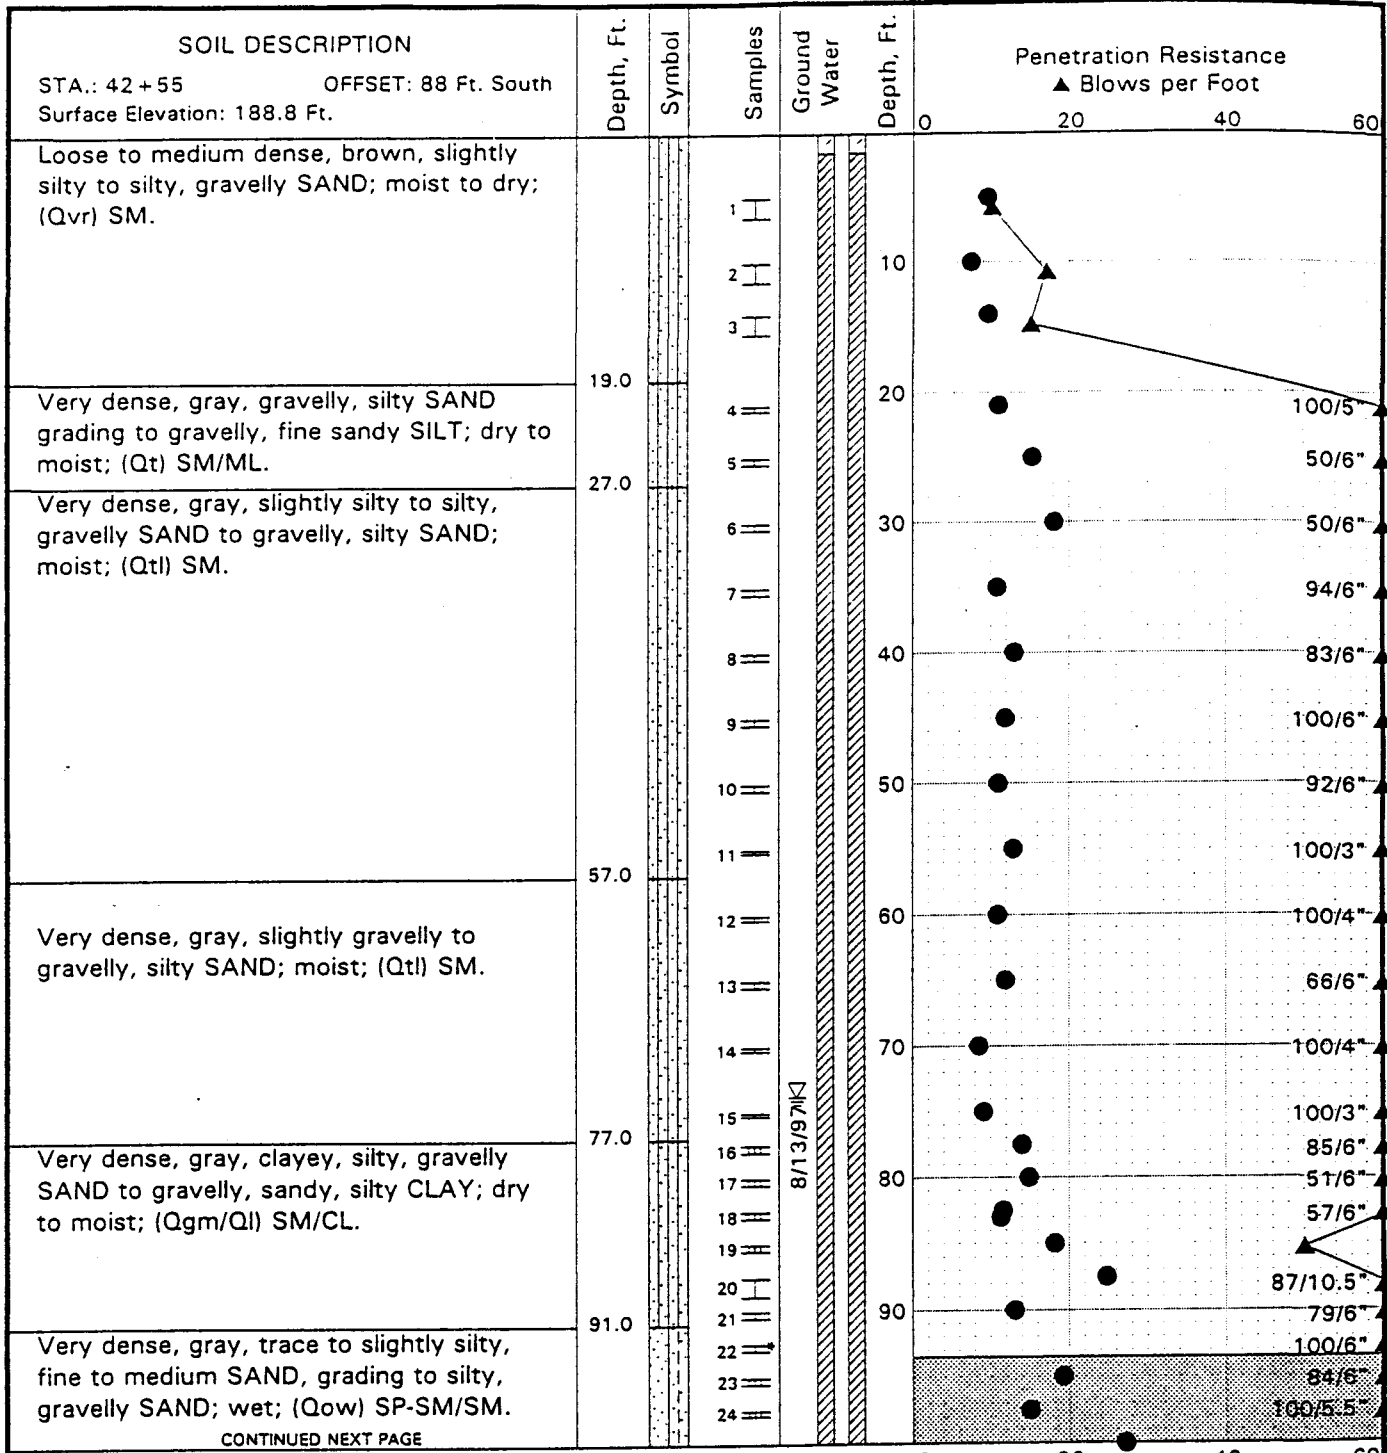 SOIL DESCRIPTION
STA.: 42+55 OFFSET: 88 Ft. South
Surface Elevation: 188.8 Ft.
Depth, Ft.
Symbol
Samples
Ground
Water
Depth, Ft.
Penetration Resistance
▲ Blows per Foot
0 20 40 60
Loose to medium dense, brown, slightly
silty to silty, gravelly SAND; moist to dry;
(Qvr) SM.
19.0
Very dense, gray, gravelly, silty SAND
grading to gravelly, fine sandy SILT; dry to
moist; (Qt) SM/ML.
27.0
Very dense, gray, slightly silty to silty,
gravelly SAND to gravelly, silty SAND;
moist; (Qtl) SM.
57.0
Very dense, gray, slightly gravelly to
gravelly, silty SAND; moist; (Qtl) SM.
77.0
Very dense, gray, clayey, silty, gravelly
SAND to gravelly, sandy, silty CLAY; dry
to moist; (Qgm/Ql) SM/CL.
91.0
Very dense, gray, trace to slightly silty,
fine to medium SAND, grading to silty,
gravelly SAND; wet; (Qow) SP-SM/SM.
CONTINUED NEXT PAGE
1
2
3
4
5
6
7
8
9
10
11
12
13
14
15
16
17
18
19
20
21
22*
23
24
8/13/97
10
20
30
40
50
60
70
80
90
100/5"
50/6"
50/6"
94/6"
83/6"
100/6"
92/6"
100/3"
100/4"
66/6"
100/4"
100/3"
85/6"
51/6"
57/6"
87/10.5"
79/6"
100/6"
84/6"
100/5.5"